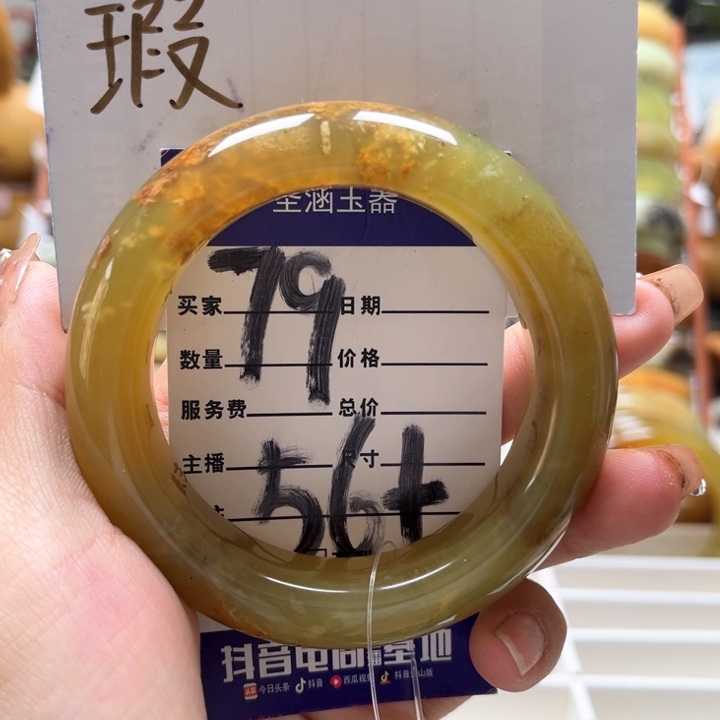 瑕
圣涵玉器
79
买家 日期
数量 价格
服务费 总价
主播 尺寸
56+
抖音电商直播基地
今日头条 抖音 西瓜视频 抖音火山版